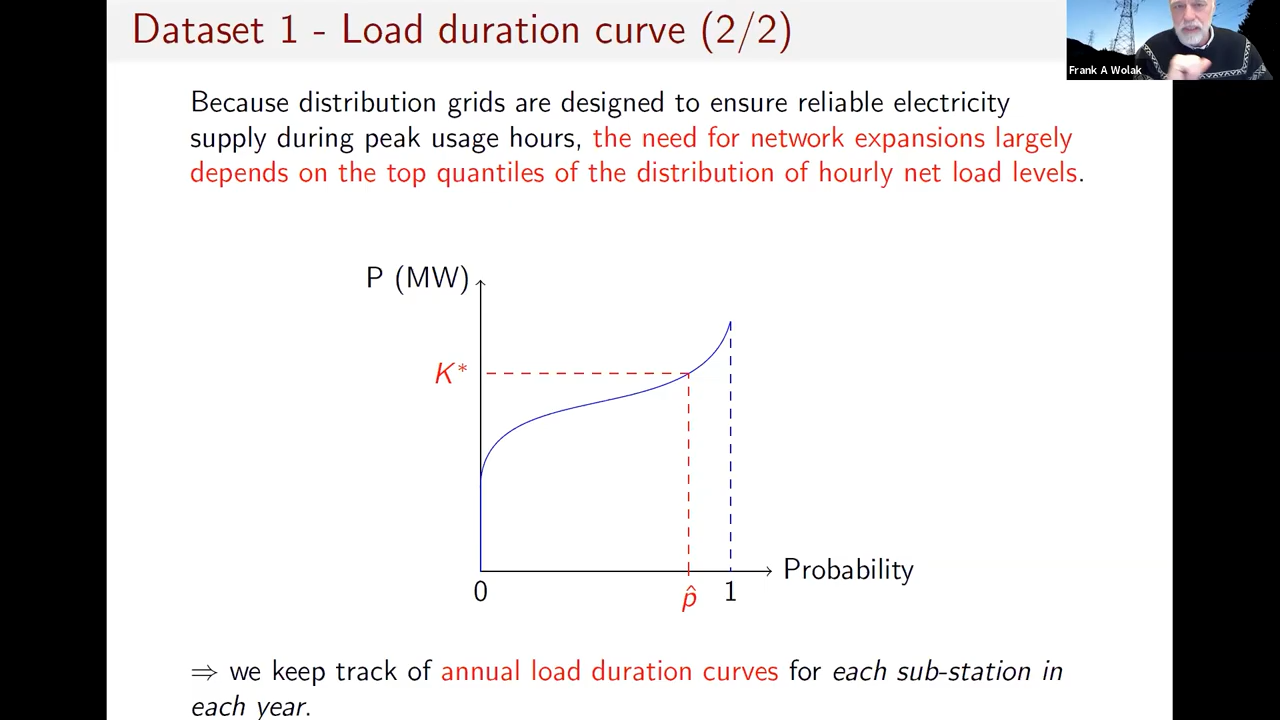 Dataset 1 - Load duration curve (2/2)
Frank A Wolak
Because distribution grids are designed to ensure reliable electricity
supply during peak usage hours, the need for network expansions largely
depends on the top quantiles of the distribution of hourly net load levels.
P (MW)
K*
Probability
0
p̂
1
⇒ we keep track of annual load duration curves for each sub-station in
each year.